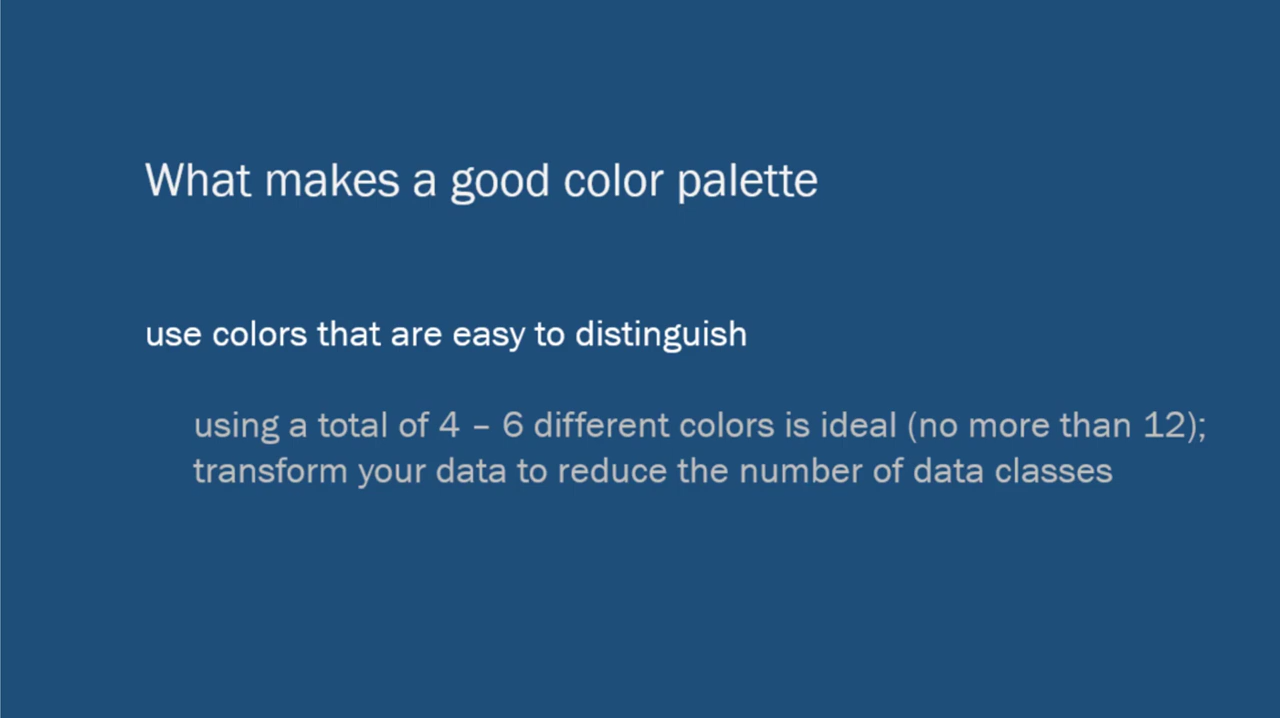 What makes a good color palette
use colors that are easy to distinguish
using a total of 4 – 6 different colors is ideal (no more than 12);
transform your data to reduce the number of data classes